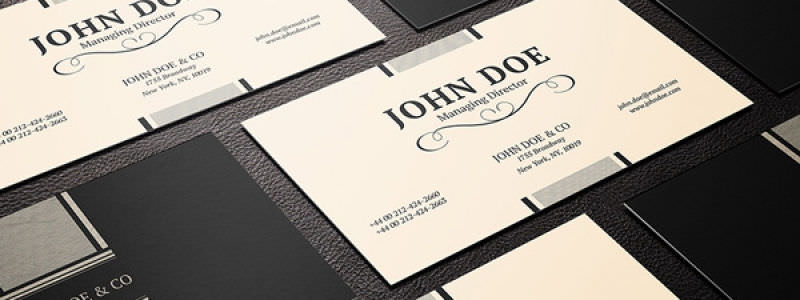 JOHN DO
Managing Director
JOHN DOE & CO
1755 Broadway
New York, NY, 10019
john.doe@email.com
www.johndoe.com
44 00 212-424-2660
44 00 212-424-2665
JOHN DOE
Managing Director
JOHN DOE & CO
1755 Broadway
New York, NY, 10019
john.doe@email.com
www.johndoe.com
+44 00 212-424-2660
+44 00 212-424-2665
OE & CO